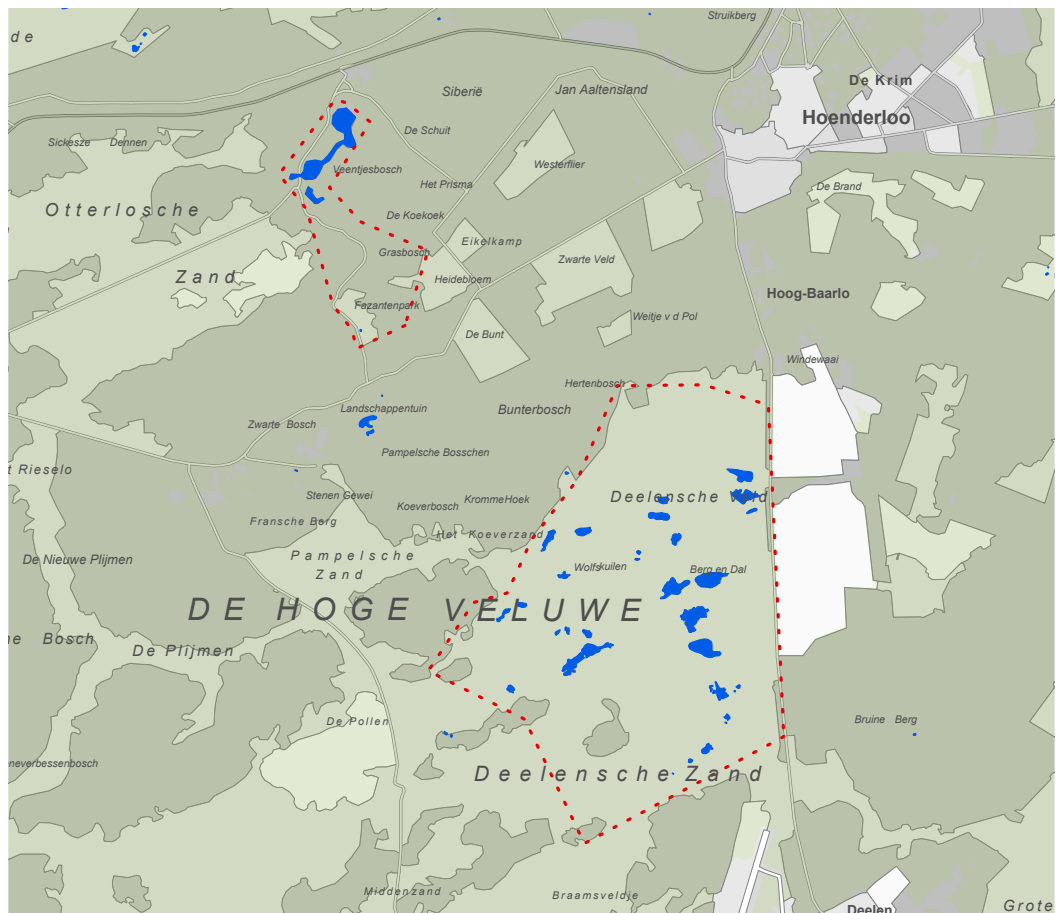 Struikberg
de
De Krim
Siberië
Jan Aaltensland
Hoenderloo
De Schuit
Sickesze Dennen
Westerflier
Veentjesbosch
Het Prisma
De Brand
Otterlosche
De Koekoek
Eikelkamp
Grasbosch
Zwarte Veld
Zand
Heidebloem
Hoog-Baarlo
Fazantenpark
Weitje v d Pol
De Bunt
Windewaai
Hertenbosch
Landschappentuin
Bunterbosch
Zwarte Bosch
Pampelsche Bosschen
t Rieselo
Stenen Gewei
KrommeHoek
Deelensche Veld
Koeverbosch
Fransche Berg
Het Koeverzand
Pampelsche
De Nieuwe Plijmen
Wolfskuilen
Berg en Dal
Zand
DE HOGE VELUWE
ne Bosch
De Plijmen
De Pollen
Bruine Berg
neverbessenbosch
Deelensche Zand
Middenzand
Braamsveldje
Deelen
Grote